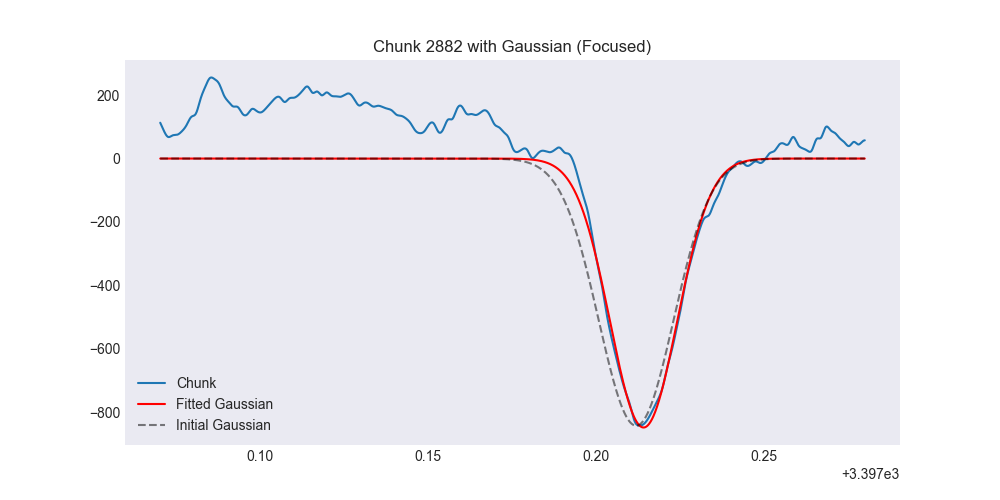 Chunk 2882 with Gaussian (Focused)
200
0
−200
−400
−600
−800
Chunk
Fitted Gaussian
Initial Gaussian
0.10 0.15 0.20 0.25
+3.397e3